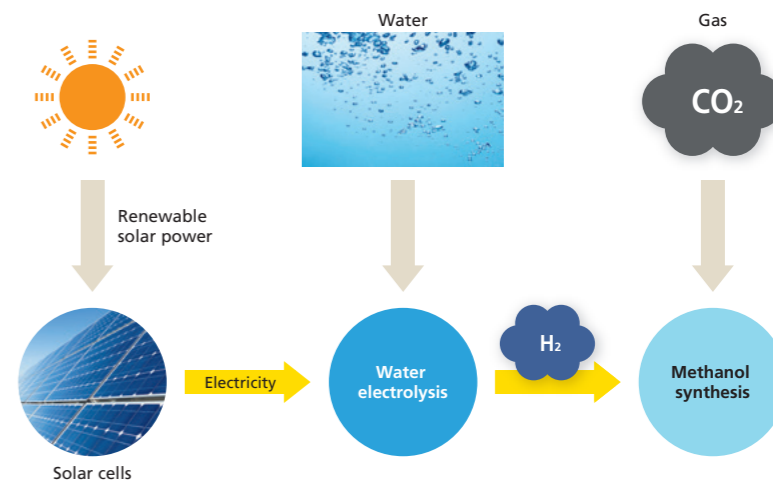 Water
Gas
CO₂
Renewable
solar power
H₂
Electricity
Water
electrolysis
Methanol
synthesis
Solar cells